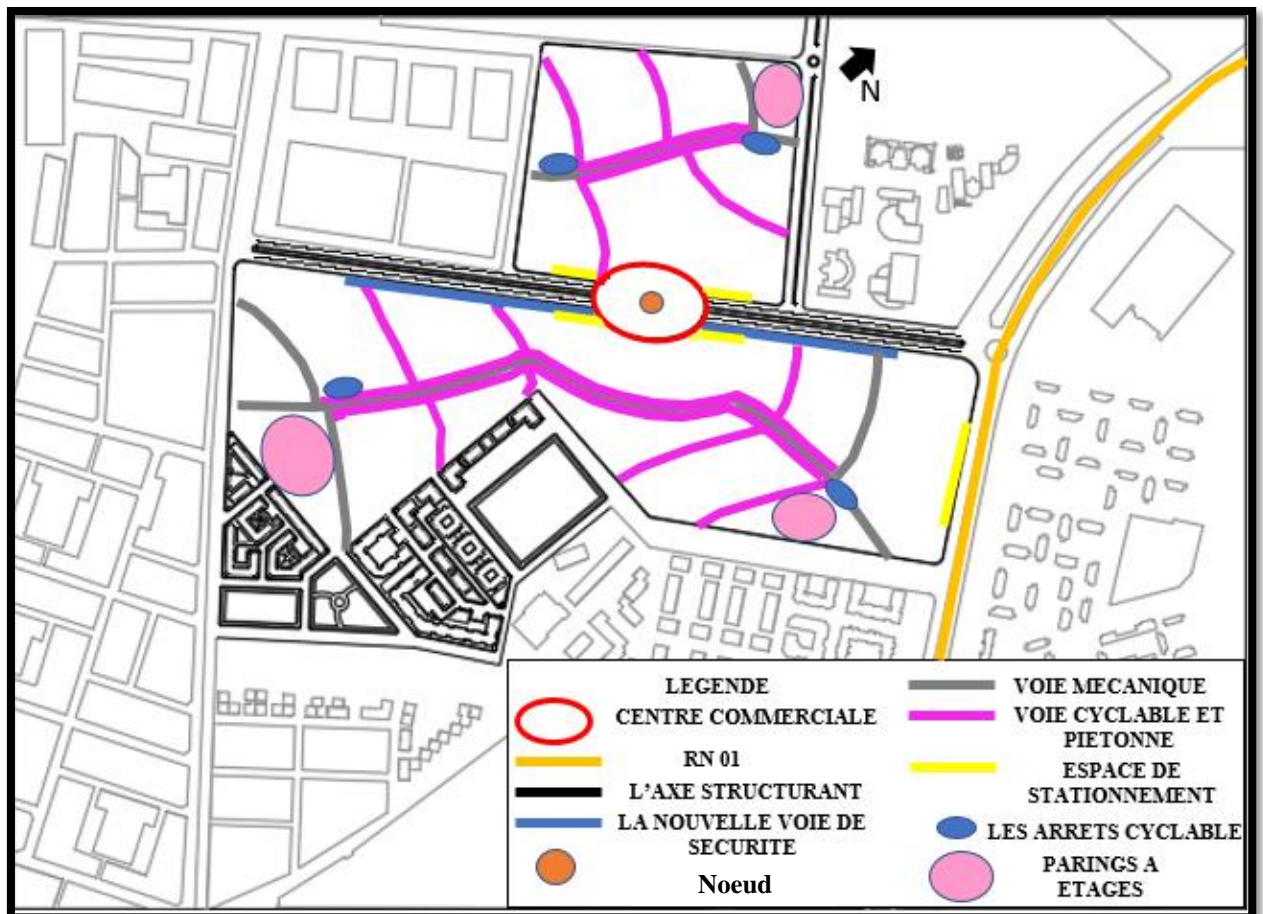 N
LEGENDE
CENTRE COMMERCIALE
RN 01
L'AXE STRUCTURANT
LA NOUVELLE VOIE DE
SECURITE
Noeud
VOIE MECANIQUE
VOIE CYCLABLE ET
PIETONNE
ESPACE DE
STATIONNEMENT
LES ARRETS CYCLABLE
PARINGS A
ETAGES